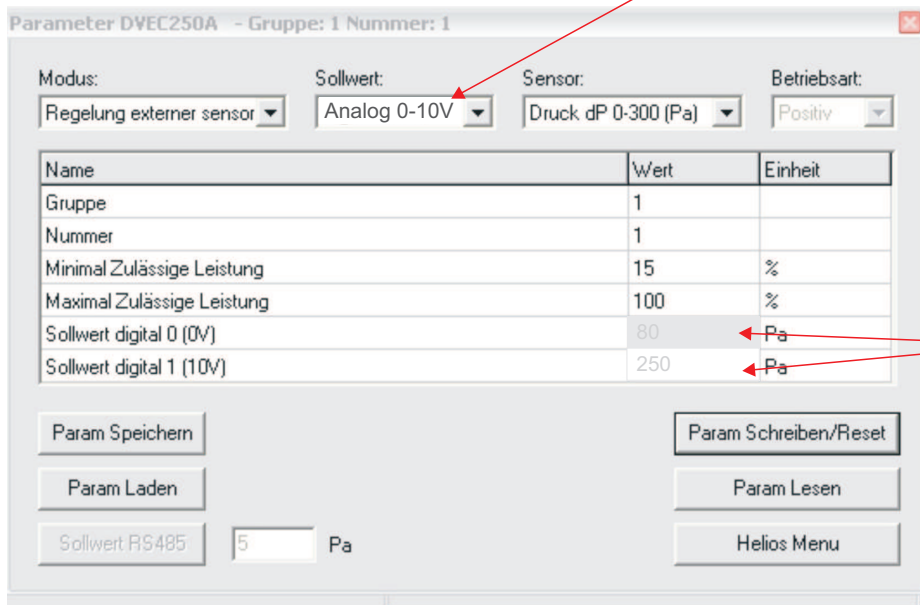 Parameter DVEC250A - Gruppe: 1 Nummer: 1
Modus: Sollwert: Sensor: Betriebsart:
Regelung externer sensor Analog 0-10V Druck dP 0-300 (Pa) Positiv
Name Wert Einheit
Gruppe 1
Nummer 1
Minimal Zulässige Leistung 15 %
Maximal Zulässige Leistung 100 %
Sollwert digital 0 (0V) 80 Pa
Sollwert digital 1 (10V) 250 Pa
Param Speichern Param Schreiben/Reset
Param Laden Param Lesen
Sollwert RS485 5 Pa Helios Menu